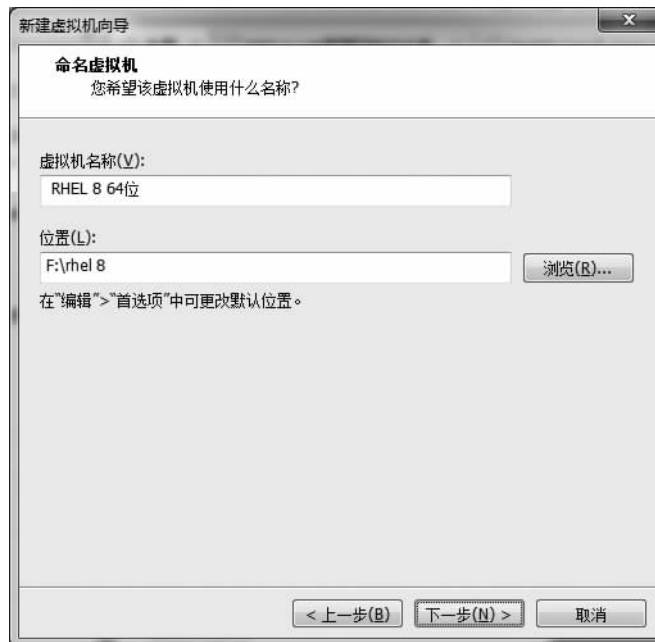 新建虚拟机向导
命名虚拟机
您希望该虚拟机使用什么名称?
虚拟机名称(V):
RHEL 8 64位
位置(L):
F:\rhel 8
浏览(R)...
在"编辑">"首选项"中可更改默认位置。
< 上一步(B)
下一步(N) >
取消